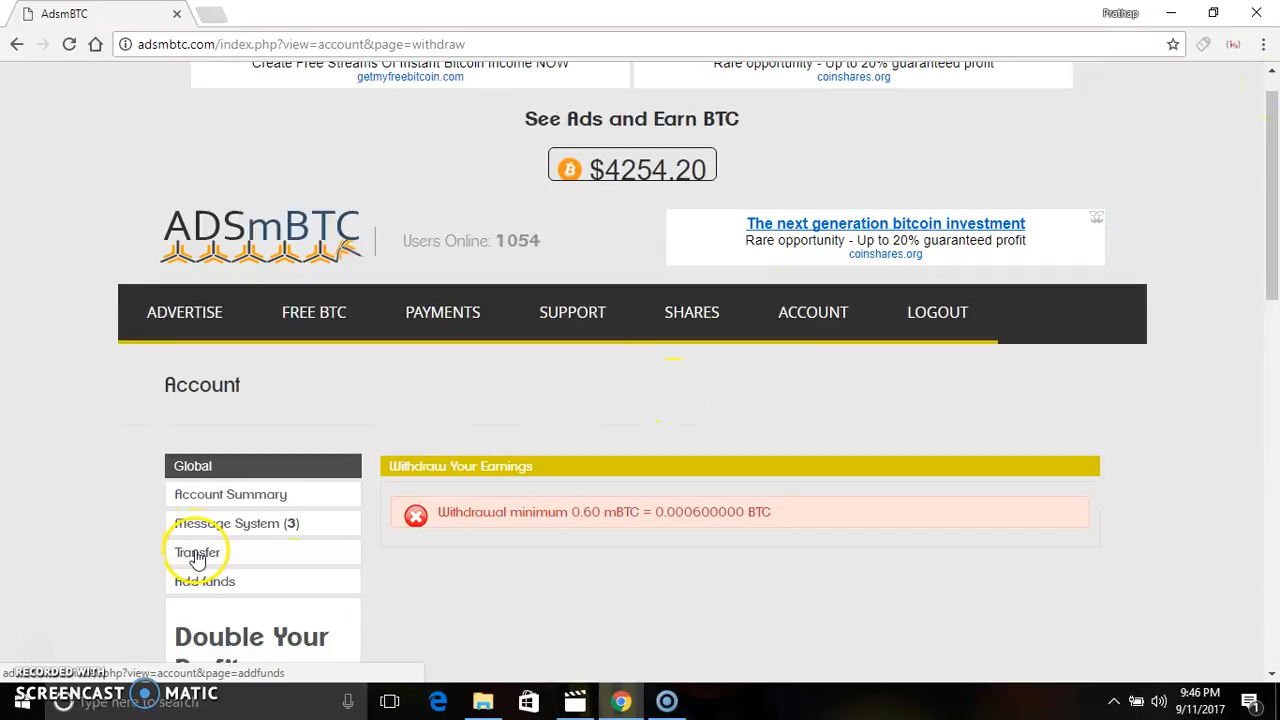 AdsmBTC
Prathap
adsmbtc.com/index.php?view=account&page=withdraw
Create Free Streams Of Instant Bitcoin Income NOW
getmyfreebitcoin.com
Rare opportunity - Up to 20% guaranteed profit
coinshares.org
See Ads and Earn BTC
$4254.20
ADSmBTC
Users Online: 1054
The next generation bitcoin investment
Rare opportunity - Up to 20% guaranteed profit
coinshares.org
ADVERTISE FREE BTC PAYMENTS SUPPORT SHARES ACCOUNT LOGOUT
Account
Global
Account Summary
Message System (3)
Transfer
Add funds
Double Your
Withdraw Your Earnings
Withdrawal minimum 0.60 mBTC = 0.000600000 BTC
.php?view=account&page=addfunds
RECORDED WITH
SCREENCAST MATIC
Type here to search
9:46 PM
9/11/2017